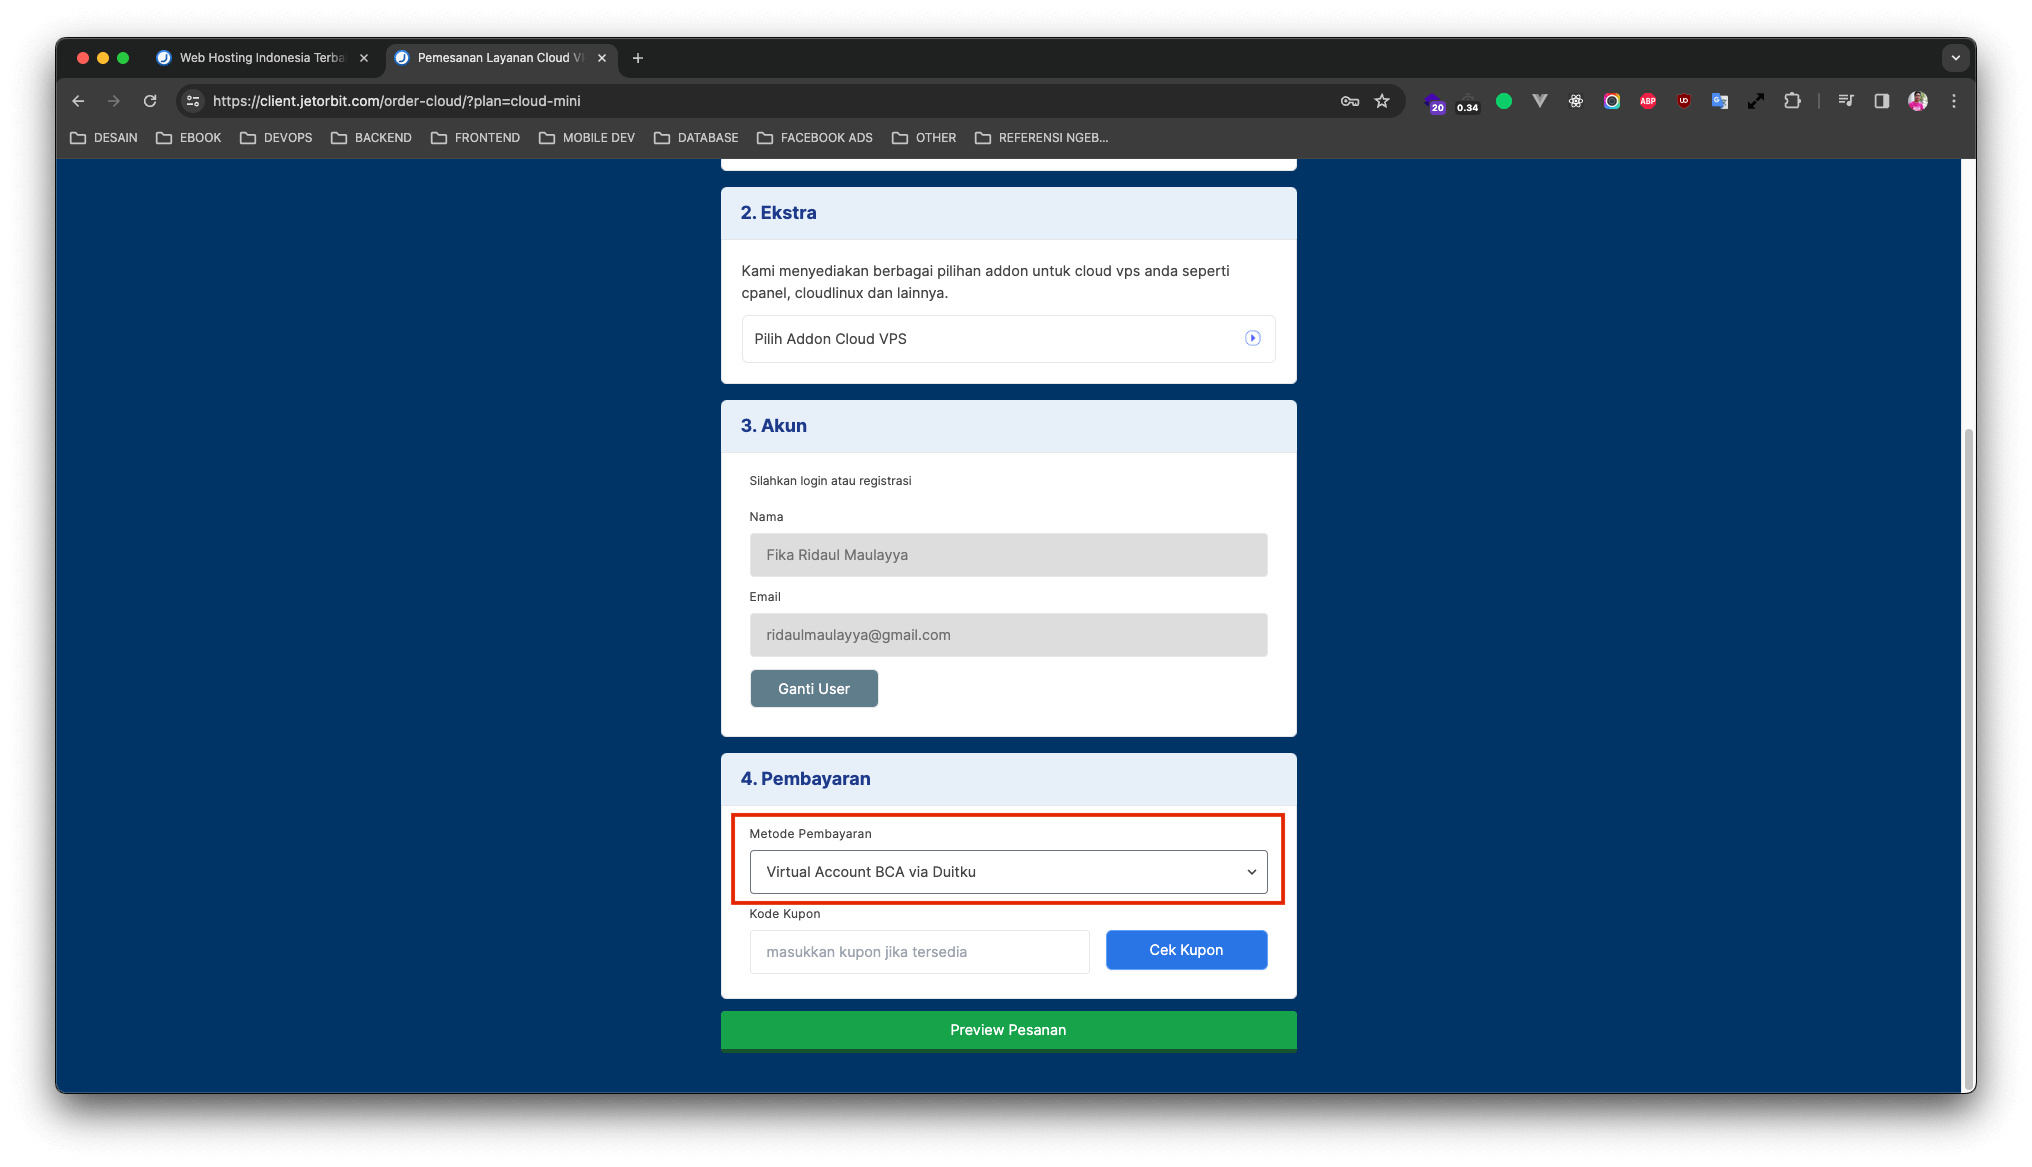 Web Hosting Indonesia Terba
Pemesanan Layanan Cloud V
https://client.jetorbit.com/order-cloud/?plan=cloud-mini
20
0.34
ABP
DESAIN
EBOOK
DEVOPS
BACKEND
FRONTEND
MOBILE DEV
DATABASE
FACEBOOK ADS
OTHER
REFERENSI NGEB...
2. Ekstra
Kami menyediakan berbagai pilihan addon untuk cloud vps anda seperti
cpanel, cloudlinux dan lainnya.
Pilih Addon Cloud VPS
3. Akun
Silahkan login atau registrasi
Nama
Fika Ridaul Maulayya
Email
ridaulmaulayya@gmail.com
Ganti User
4. Pembayaran
Metode Pembayaran
Virtual Account BCA via Duitku
Kode Kupon
masukkan kupon jika tersedia
Cek Kupon
Preview Pesanan